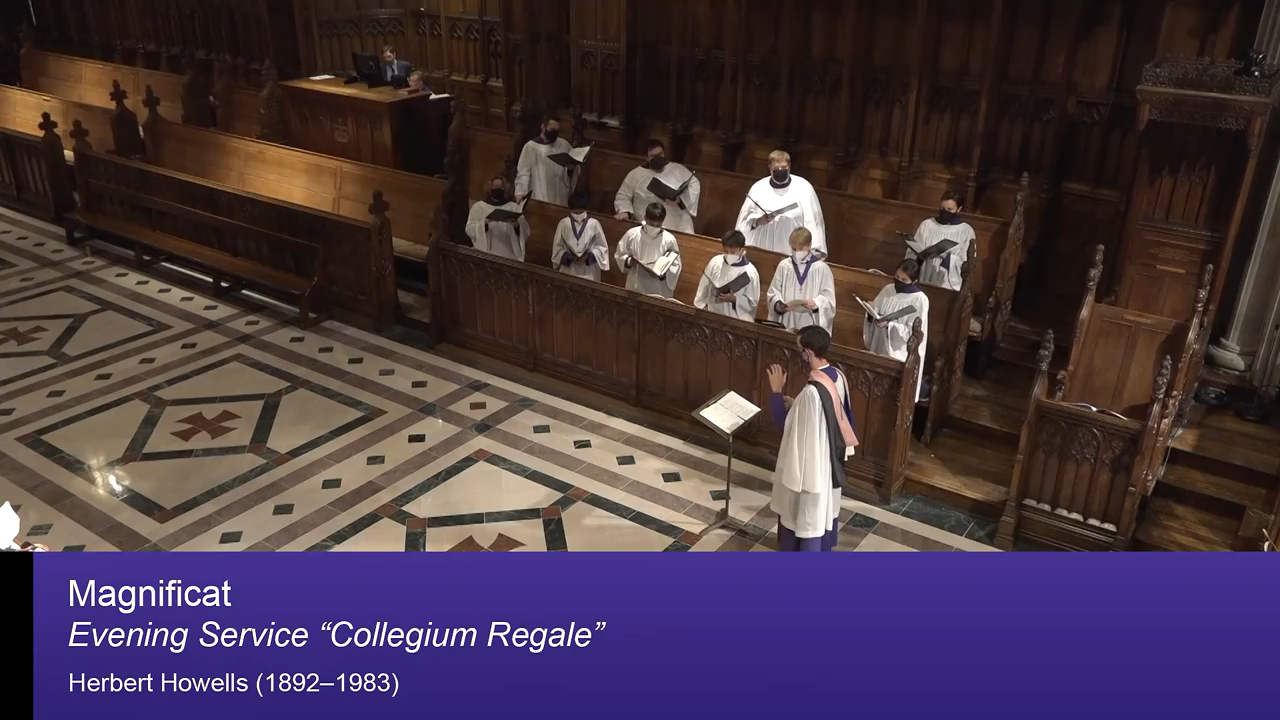 Magnificat
Evening Service “Collegium Regale”
Herbert Howells (1892–1983)